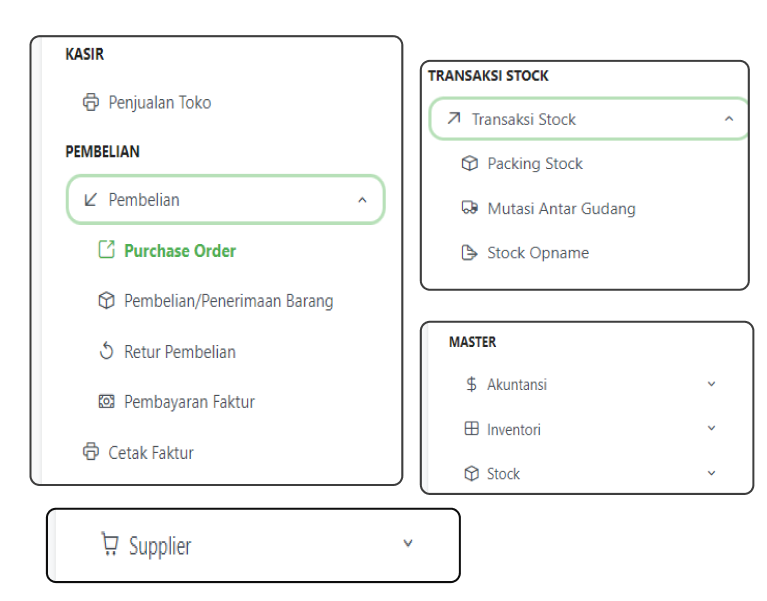 KASIR
Penjualan Toko
PEMBELIAN
Pembelian
Purchase Order
Pembelian/Penerimaan Barang
Retur Pembelian
Pembayaran Faktur
Cetak Faktur
TRANSAKSI STOCK
Transaksi Stock
Packing Stock
Mutasi Antar Gudang
Stock Opname
MASTER
Akuntansi
Inventori
Stock
Supplier